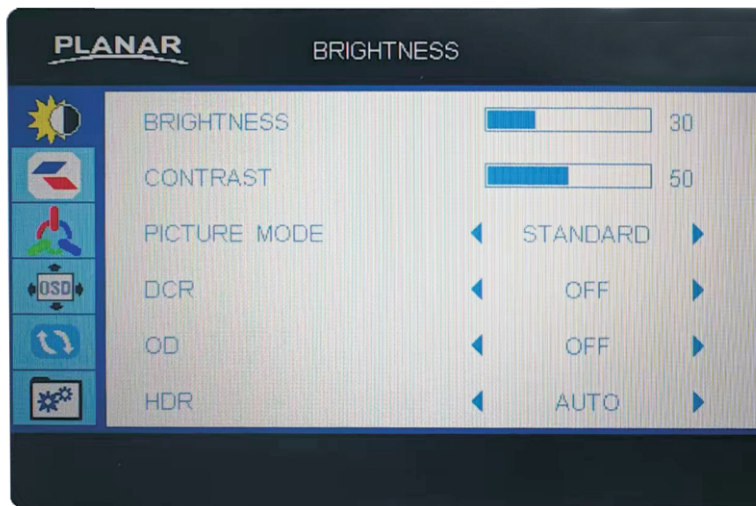 PLANAR BRIGHTNESS
BRIGHTNESS 30
CONTRAST 50
PICTURE MODE STANDARD
DCR OFF
OSD OD OFF
HDR AUTO